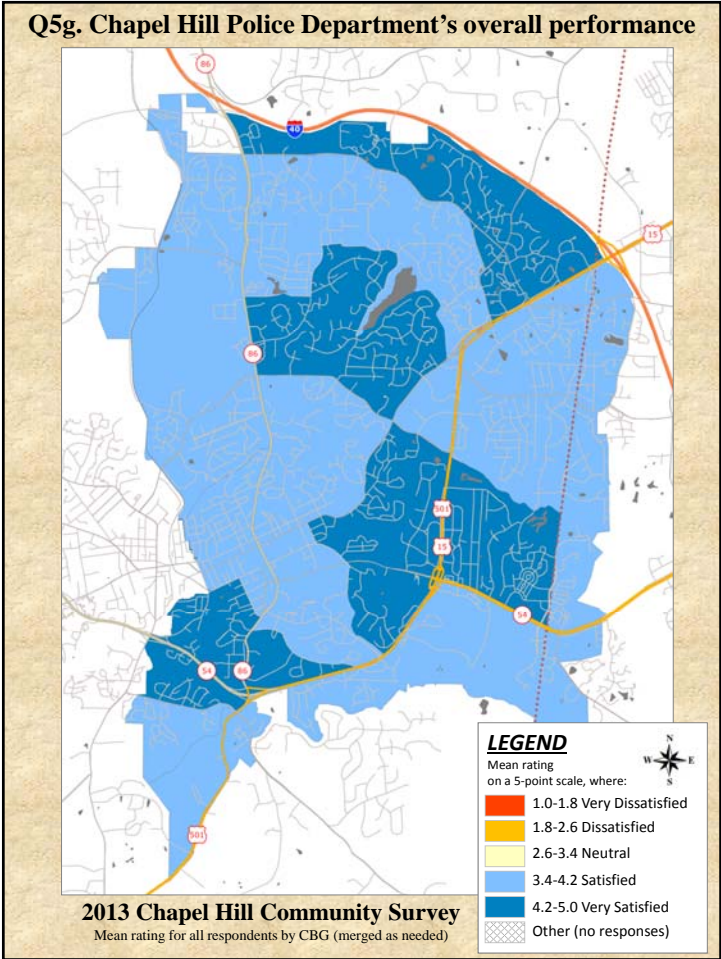 Q5g. Chapel Hill Police Department's overall performance
86
40
15
86
501
15
54
54
86
501
LEGEND
Mean rating
on a 5-point scale, where:
N
W E
S
1.0-1.8 Very Dissatisfied
1.8-2.6 Dissatisfied
2.6-3.4 Neutral
3.4-4.2 Satisfied
4.2-5.0 Very Satisfied
Other (no responses)
2013 Chapel Hill Community Survey
Mean rating for all respondents by CBG (merged as needed)